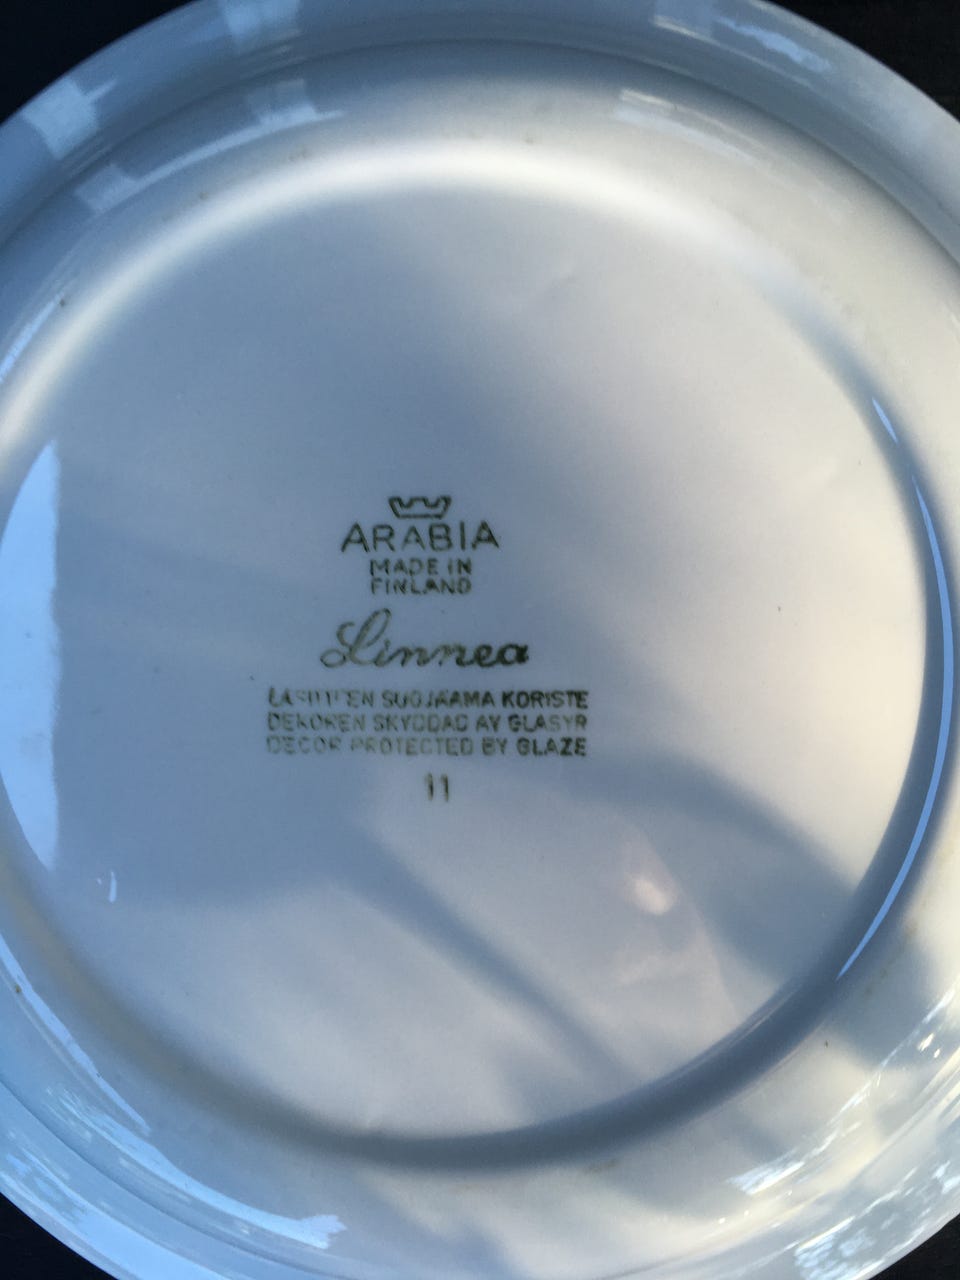 ARABIA
MADE IN
FINLAND
Linnea
LASITTEEN SUOJAAMA KORISTE
DEKOREN SKYDDAD AV GLASYR
DECOR PROTECTED BY GLAZE
11